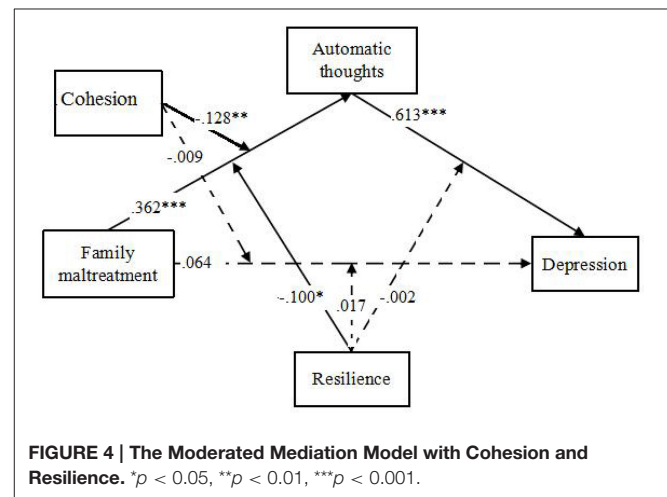 Automatic
thoughts
Cohesion
-.128**
.613***
-.009
.362***
Family
maltreatment
.064
Depression
-.100*
.017
-.002
Resilience
FIGURE 4 | The Moderated Mediation Model with Cohesion and
Resilience. *p < 0.05, **p < 0.01, ***p < 0.001.